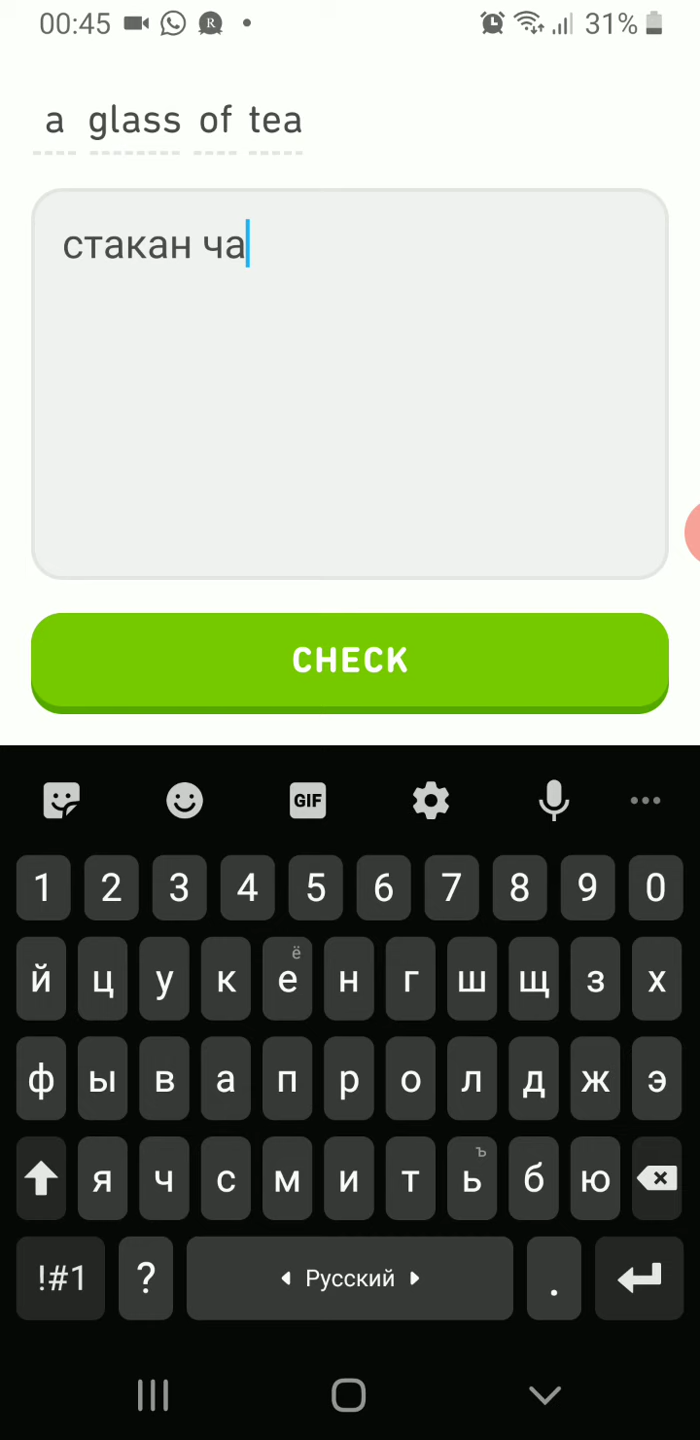 00:45 R 31%
a glass of tea
стакан ча
CHECK
GIF
1 2 3 4 5 6 7 8 9 0
ё
й ц у к е н г ш щ з х
ф ы в а п р о л д ж э
ъ
я ч с м и т ь б ю
!#1 ? Русский .